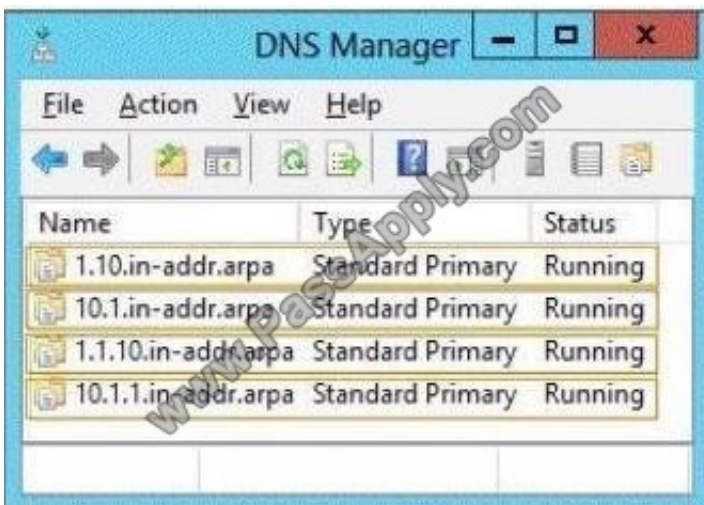 DNS Manager
File Action View Help
Name Type Status
1.10.in-addr.arpa Standard Primary Running
10.1.in-addr.arpa Standard Primary Running
1.1.10.in-addr.arpa Standard Primary Running
10.1.1.in-addr.arpa Standard Primary Running
www.PassApply.com